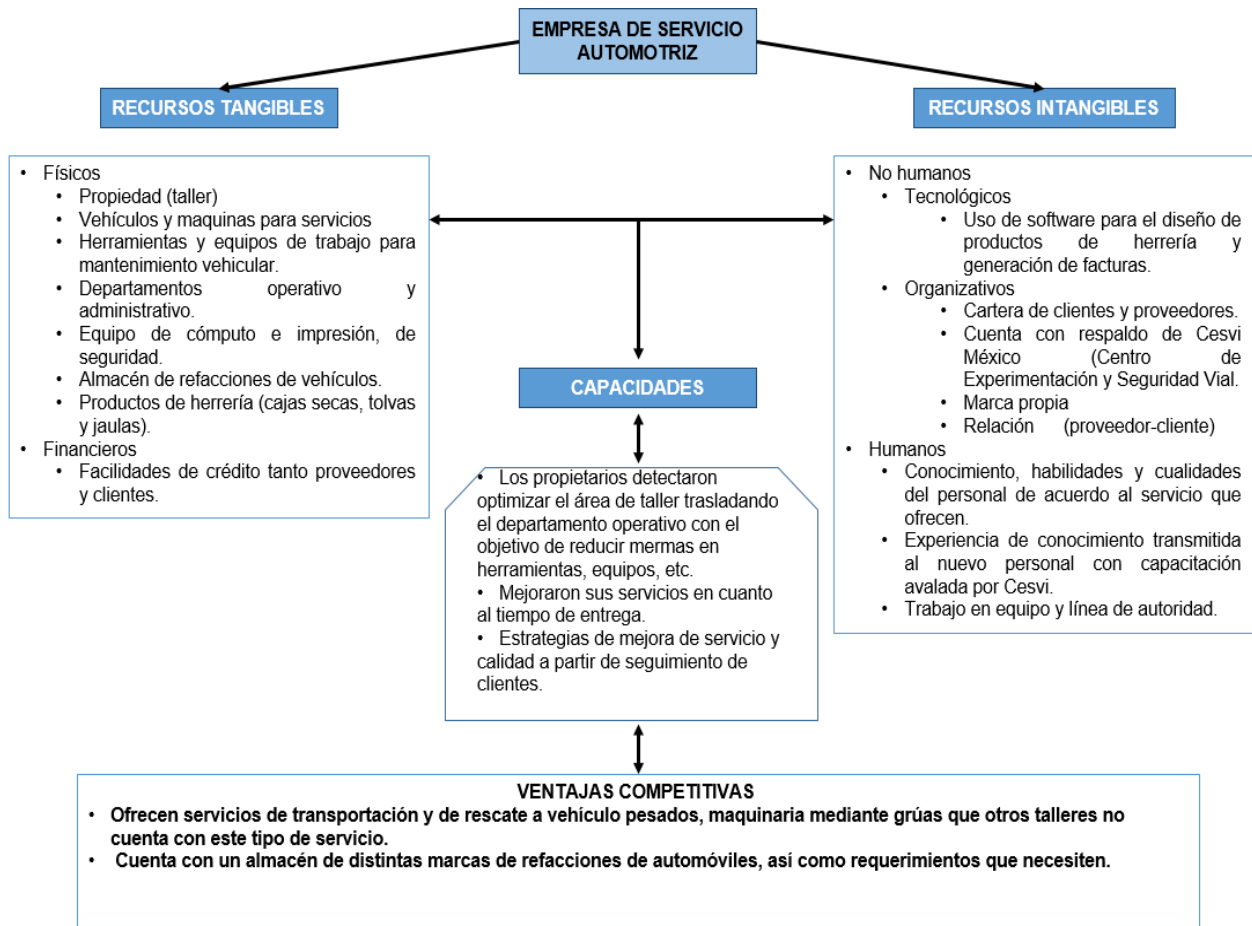 EMPRESA DE SERVICIO
AUTOMOTRIZ
RECURSOS TANGIBLES
RECURSOS INTANGIBLES
• Físicos
• Propiedad (taller)
• Vehículos y maquinas para servicios
• Herramientas y equipos de trabajo para
mantenimiento vehicular.
• Departamentos operativo y
administrativo.
• Equipo de cómputo e impresión, de
seguridad.
• Almacén de refacciones de vehículos.
• Productos de herrería (cajas secas, tolvas
y jaulas).
• Financieros
• Facilidades de crédito tanto proveedores
y clientes.
• No humanos
• Tecnológicos
• Uso de software para el diseño de
productos de herrería y
generación de facturas.
• Organizativos
• Cartera de clientes y proveedores.
• Cuenta con respaldo de Cesvi
México (Centro de
Experimentación y Seguridad Vial.
• Marca propia
• Relación (proveedor-cliente)
• Humanos
• Conocimiento, habilidades y cualidades
del personal de acuerdo al servicio que
ofrecen.
• Experiencia de conocimiento transmitida
al nuevo personal con capacitación
avalada por Cesvi.
• Trabajo en equipo y línea de autoridad.
CAPACIDADES
• Los propietarios detectaron
optimizar el área de taller trasladando
el departamento operativo con el
objetivo de reducir mermas en
herramientas, equipos, etc.
• Mejoraron sus servicios en cuanto
al tiempo de entrega.
• Estrategias de mejora de servicio y
calidad a partir de seguimiento de
clientes.
VENTAJAS COMPETITIVAS
• Ofrecen servicios de transportación y de rescate a vehículo pesados, maquinaria mediante grúas que otros talleres no
cuenta con este tipo de servicio.
• Cuenta con un almacén de distintas marcas de refacciones de automóviles, así como requerimientos que necesiten.